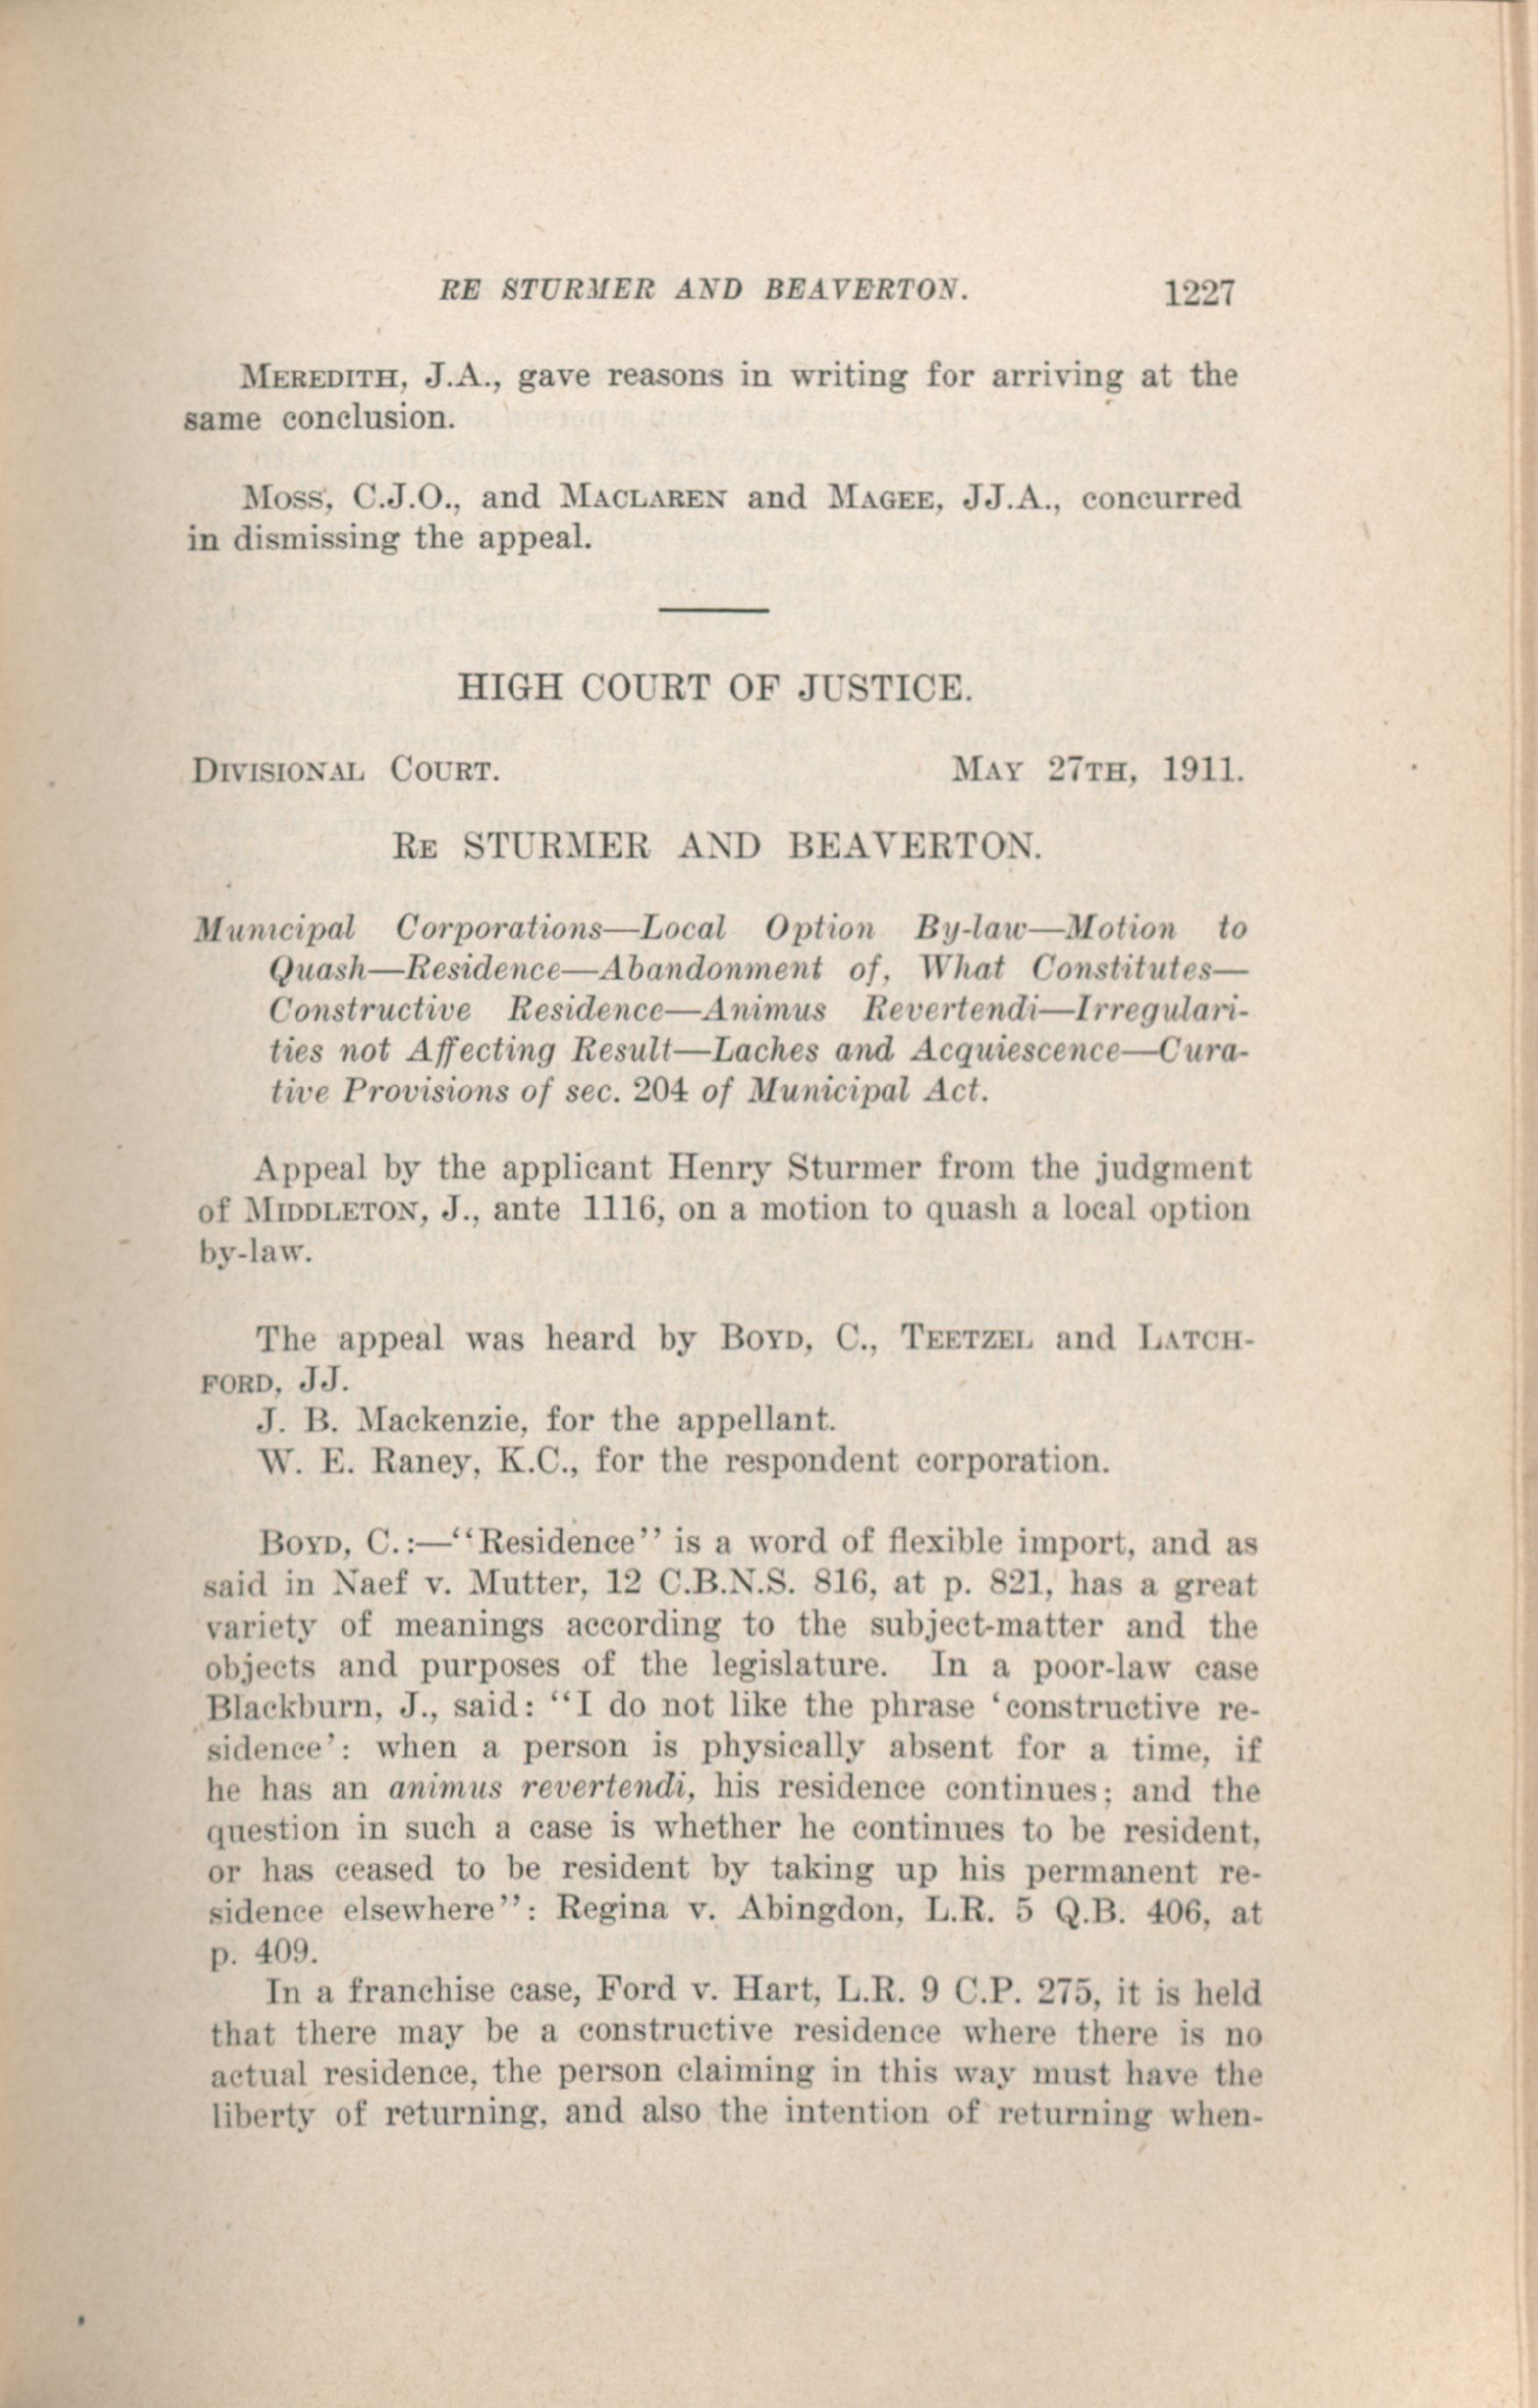 RE STURMER AND BEAVERTON. 1227
MEREDITH, J.A., gave reasons in writing for arriving at the
same conclusion.
MOSS, C.J.O., and MACLAREN and MAGEE, JJ.A., concurred
in dismissing the appeal.
HIGH COURT OF JUSTICE.
DIVISIONAL COURT. MAY 27TH, 1911.
RE STURMER AND BEAVERTON.
Municipal Corporations—Local Option By-law—Motion to
Quash—Residence—Abandonment of, What Constitutes—
Constructive Residence—Animus Revertendi—Irregulari-
ties not Affecting Result—Laches and Acquiescence—Cura-
tive Provisions of sec. 204 of Municipal Act.
Appeal by the applicant Henry Sturmer from the judgment
of MIDDLETON, J., ante 1116, on a motion to quash a local option
by-law.
The appeal was heard by BOYD, C., TEETZEL and LATCH-
FORD, JJ.
J. B. Mackenzie, for the appellant.
W. E. Raney, K.C., for the respondent corporation.
BOYD, C.:—"Residence" is a word of flexible import, and as
said in Naef v. Mutter, 12 C.B.N.S. 816, at p. 821, has a great
variety of meanings according to the subject-matter and the
objects and purposes of the legislature. In a poor-law case
Blackburn, J., said: "I do not like the phrase 'constructive re-
sidence': when a person is physically absent for a time, if
he has an animus revertendi, his residence continues; and the
question in such a case is whether he continues to be resident,
or has ceased to be resident by taking up his permanent re-
sidence elsewhere": Regina v. Abingdon, L.R. 5 Q.B. 406, at
p. 409.
In a franchise case, Ford v. Hart, L.R. 9 C.P. 275, it is held
that there may be a constructive residence where there is no
actual residence, the person claiming in this way must have the
liberty of returning, and also the intention of returning when-